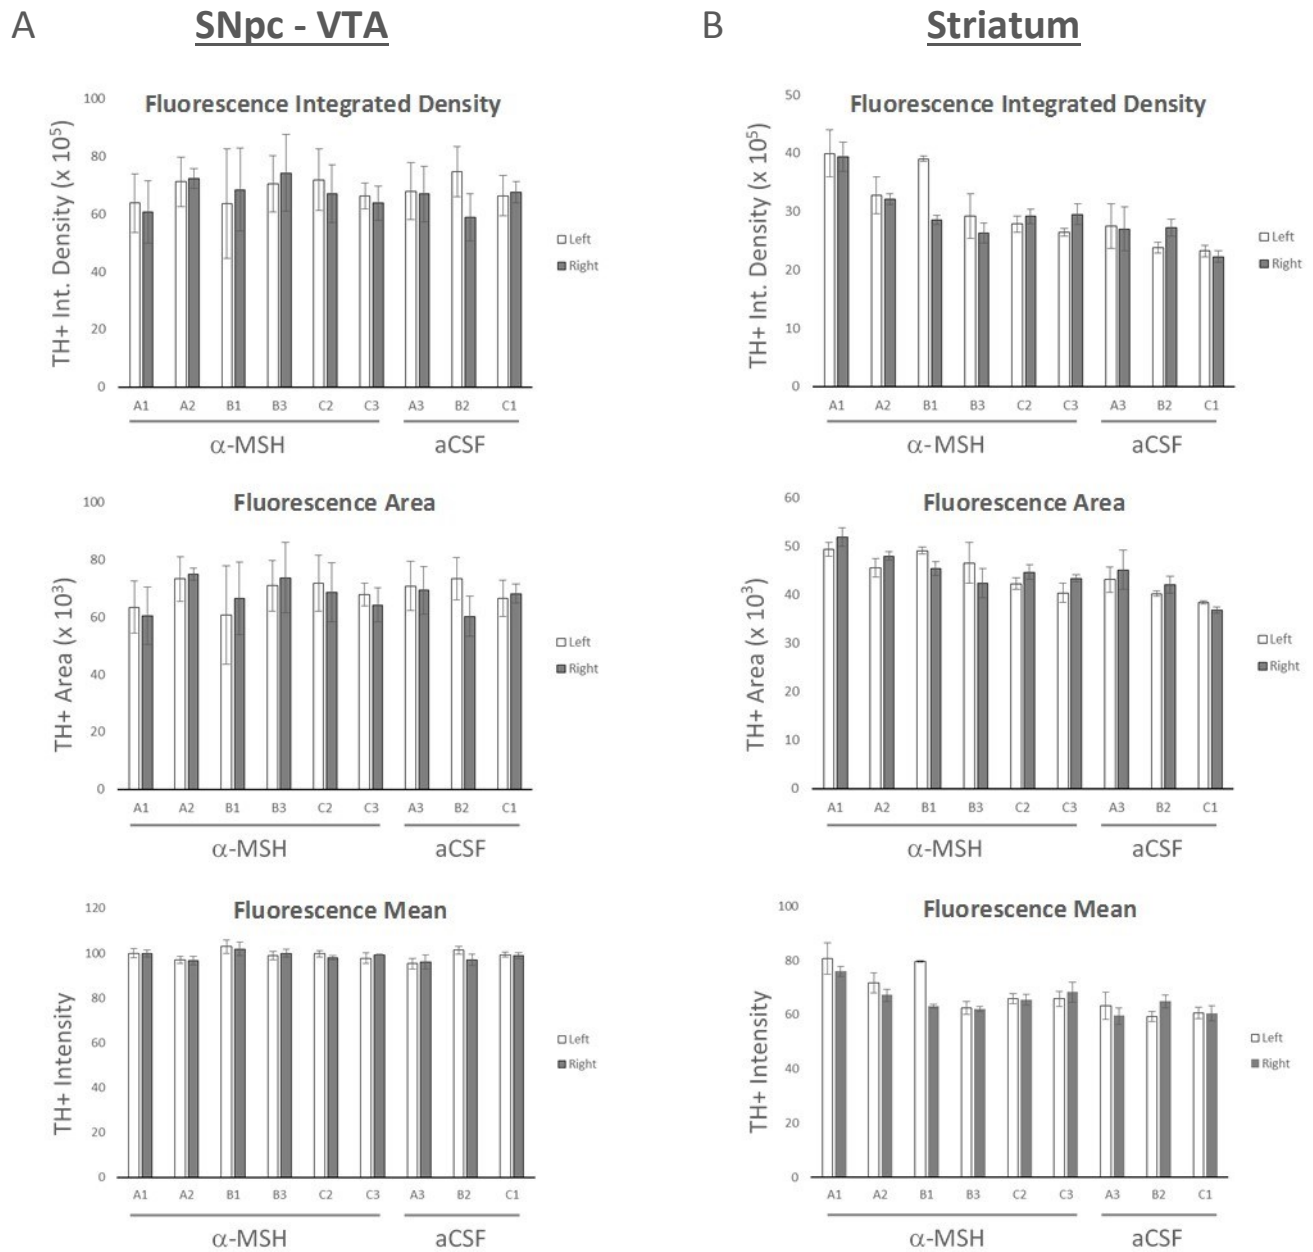 A SNpc - VTA
Fluorescence Integrated Density
TH+ Int. Density (x 10⁵)
100
80
60
40
20
0
Left
Right
A1 A2 B1 B3 C2 C3 A3 B2 C1
α-MSH aCSF
Fluorescence Area
TH+ Area (x 10³)
100
80
60
40
20
0
Left
Right
A1 A2 B1 B3 C2 C3 A3 B2 C1
α-MSH aCSF
Fluorescence Mean
TH+ Intensity
120
100
80
60
40
20
0
Left
Right
A1 A2 B1 B3 C2 C3 A3 B2 C1
α-MSH aCSF
B Striatum
Fluorescence Integrated Density
TH+ Int. Density (x 10⁵)
50
40
30
20
10
0
Left
Right
A1 A2 B1 B3 C2 C3 A3 B2 C1
α-MSH aCSF
Fluorescence Area
TH+ Area (x 10³)
60
50
40
30
20
10
0
Left
Right
A1 A2 B1 B3 C2 C3 A3 B2 C1
α-MSH aCSF
Fluorescence Mean
TH+ Intensity
100
80
60
40
20
0
Left
Right
A1 A2 B1 B3 C2 C3 A3 B2 C1
α-MSH aCSF